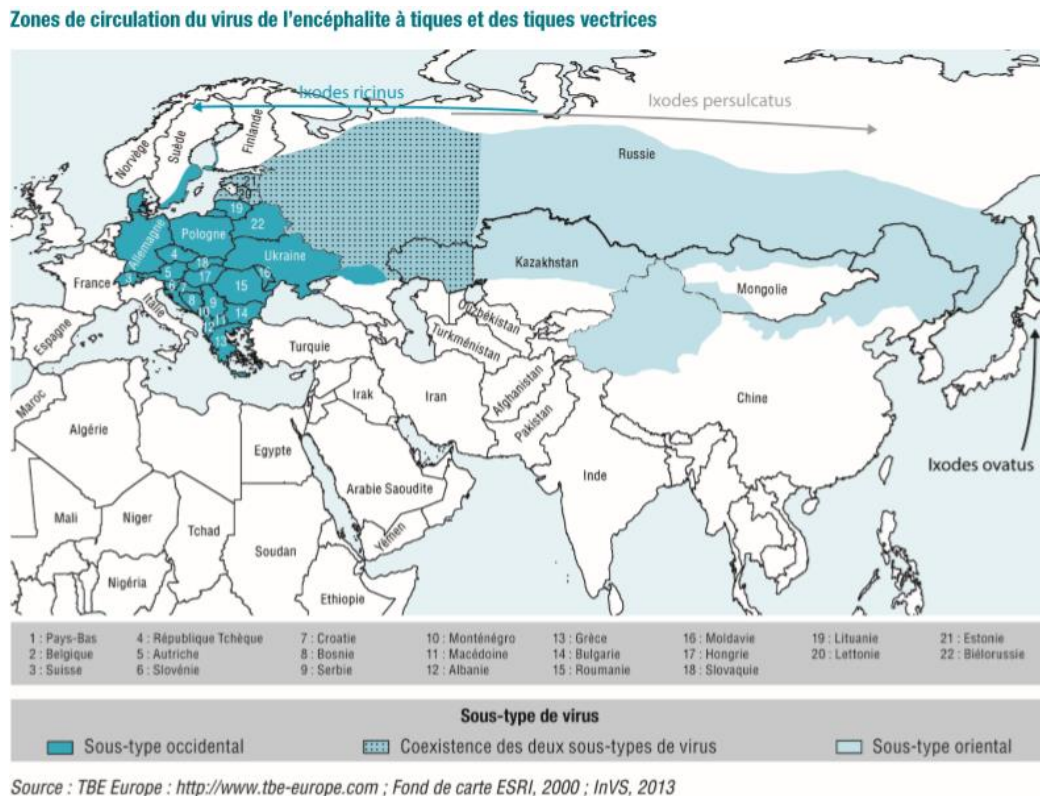 Zones de circulation du virus de l'encéphalite à tiques et des tiques vectrices
Ixodes ricinus
Ixodes persulcatus
Norvège
Suède
Finlande
Russie
21
20
19
22
Allemagne
Pologne
4
18
Ukraine
Kazakhstan
Mongolie
France
3
5
17
16
6
7
15
8
9
Italie
10
11
14
12
13
Espagne
Ouzbékistan
Turkménistan
Turquie
Chine
Maroc
Algérie
Irak
Iran
Afghanistan
Pakistan
Egypte
Inde
Ixodes ovatus
Arabie Saoudite
Mali
Niger
Tchad
Soudan
Yémen
Nigéria
Ethiopie
1 : Pays-Bas 4 : République Tchèque 7 : Croatie 10 : Monténégro 13 : Grèce 16 : Moldavie 19 : Lituanie 21 : Estonie
2 : Belgique 5 : Autriche 8 : Bosnie 11 : Macédoine 14 : Bulgarie 17 : Hongrie 20 : Lettonie 22 : Biélorussie
3 : Suisse 6 : Slovénie 9 : Serbie 12 : Albanie 15 : Roumanie 18 : Slovaquie
Sous-type de virus
Sous-type occidental Coexistence des deux sous-types de virus Sous-type oriental
Source : TBE Europe : http://www.tbe-europe.com ; Fond de carte ESRI, 2000 ; InVS, 2013